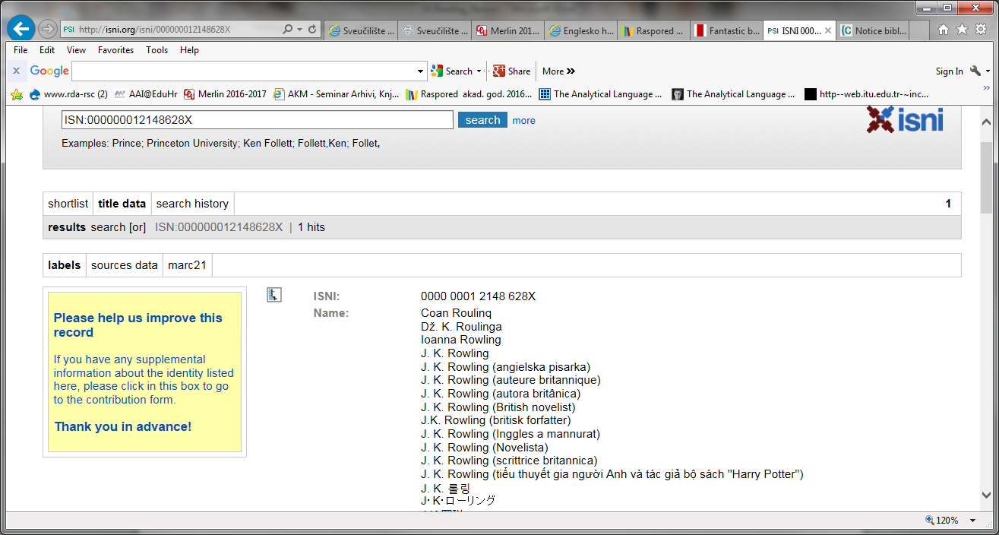 PSI http://isni.org/isni/000000012148628X
Sveučilište ... Sveučilište ... Merlin 201... Englesko h... Raspored ... Fantastic b... PSI ISNI 000... Notice bibl...
File Edit View Favorites Tools Help
x Google Search Share More Sign In
www.rda-rsc (2) AAI@EduHr Merlin 2016-2017 AKM - Seminar Arhivi, Knj... Raspored akad. god. 2016... The Analytical Language ... The Analytical Language ... http--web.itu.edu.tr-~inc...
ISN:000000012148628X search more isni
Examples: Prince; Princeton University; Ken Follett; Follett,Ken; Follet,
shortlist title data search history 1
results search [or] ISN:000000012148628X | 1 hits
labels sources data marc21
Please help us improve this
record
If you have any supplemental
information about the identity listed
here, please click in this box to go
to the contribution form.
Thank you in advance!
ISNI: 0000 0001 2148 628X
Name: Coan Roulinq
Dž. K. Roulinga
Ioanna Rowling
J. K. Rowling
J. K. Rowling (angielska pisarka)
J. K. Rowling (auteure britannique)
J. K. Rowling (autora britânica)
J. K. Rowling (British novelist)
J.K. Rowling (britisk forfatter)
J. K. Rowling (Inggles a mannurat)
J. K. Rowling (Novelista)
J. K. Rowling (scrittrice britannica)
J. K. Rowling (tiểu thuyết gia người Anh và tác giả bộ sách "Harry Potter")
J. K. 롤링
J・K・ローリング
120%